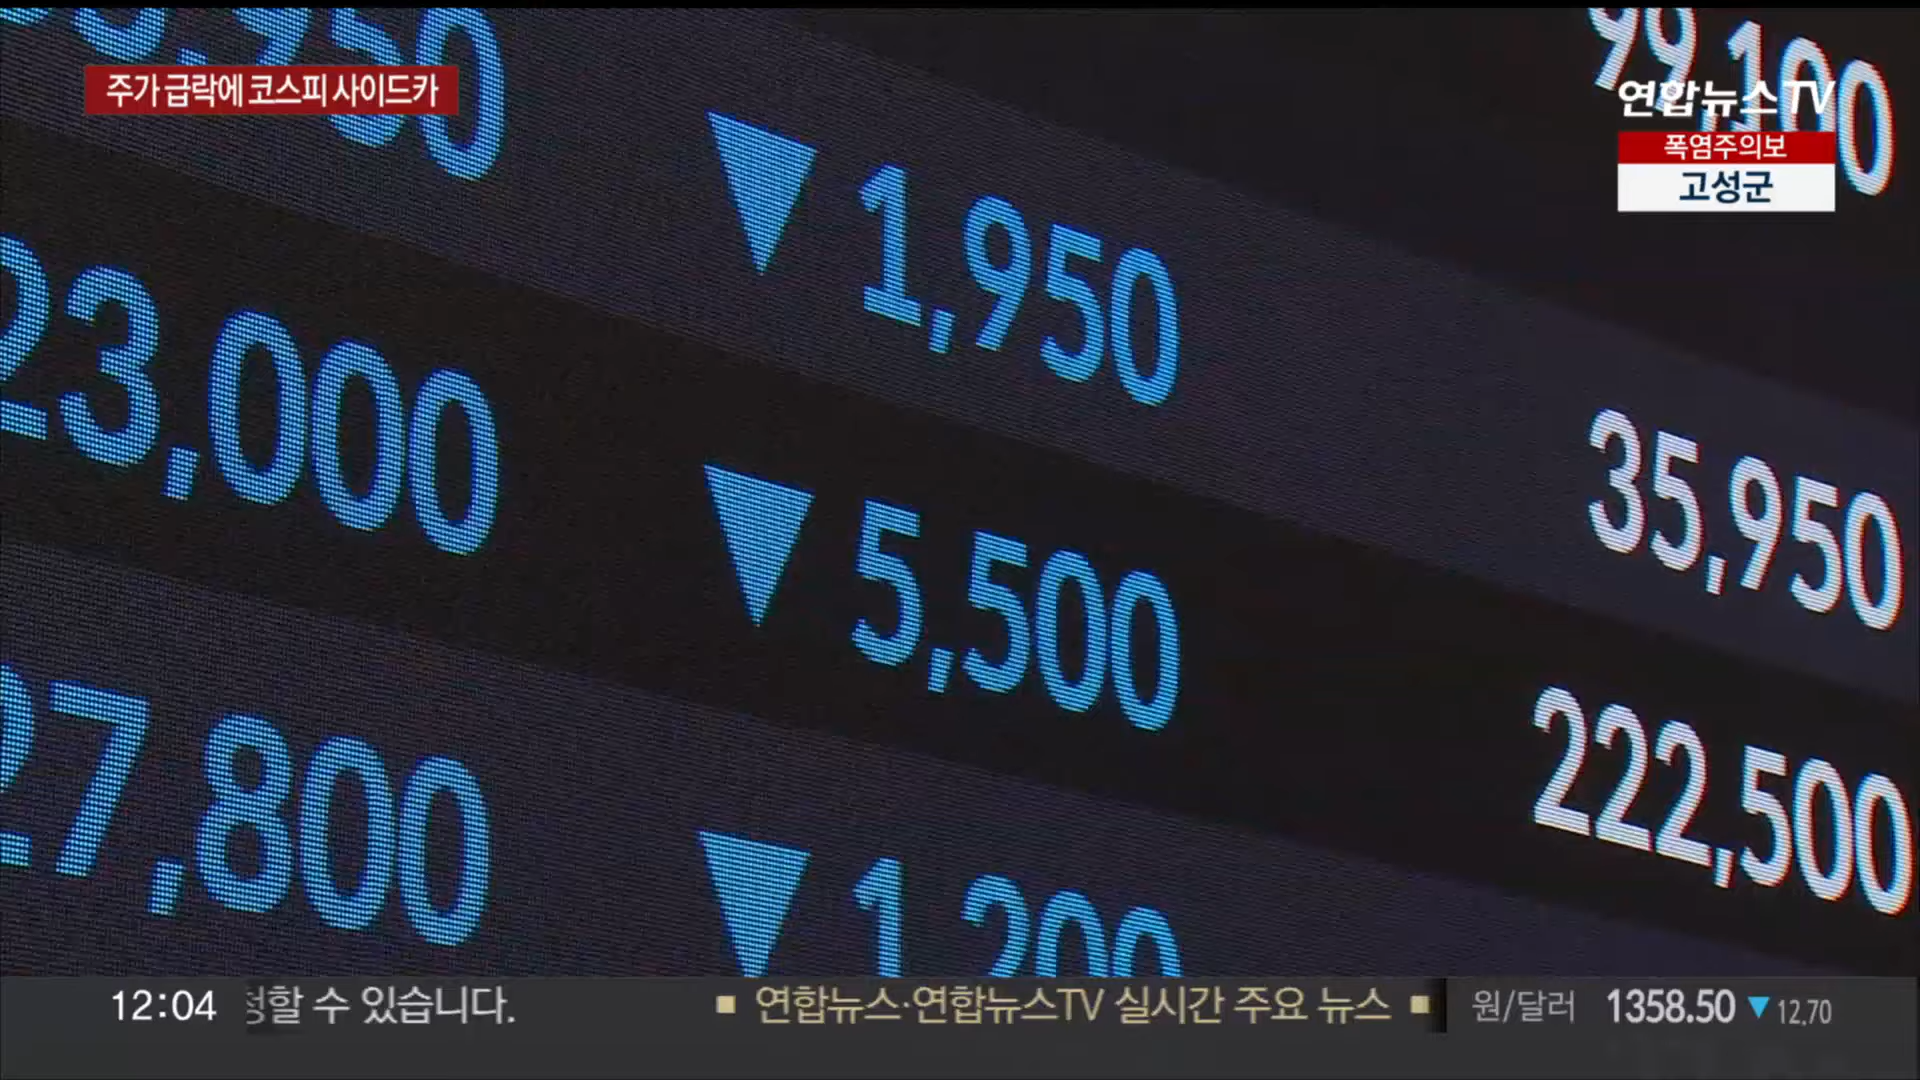 주가 급락에 코스피 사이드카
99,100
연합뉴스TV
폭염주의보
고성군
▼ 1,950
35,950
23,000 ▼ 5,500
222,500
27,800 ▼ 1,200
12:04 할 수 있습니다. ■ 연합뉴스·연합뉴스TV 실시간 주요 뉴스 ■ 원/달러 1358.50 ▼ 12.70